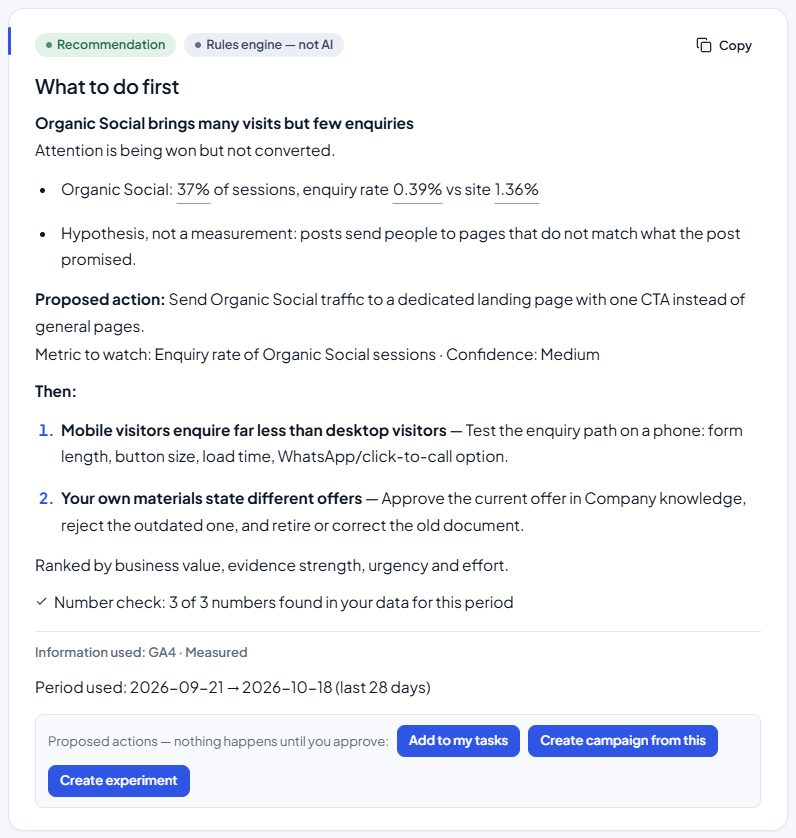 Recommendation
Rules engine — not AI
Copy
What to do first
Organic Social brings many visits but few enquiries
Attention is being won but not converted.
• Organic Social: 37% of sessions, enquiry rate 0.39% vs site 1.36%
• Hypothesis, not a measurement: posts send people to pages that do not match what the post
promised.
Proposed action: Send Organic Social traffic to a dedicated landing page with one CTA instead of
general pages.
Metric to watch: Enquiry rate of Organic Social sessions · Confidence: Medium
Then:
1. Mobile visitors enquire far less than desktop visitors — Test the enquiry path on a phone: form
length, button size, load time, WhatsApp/click-to-call option.
2. Your own materials state different offers — Approve the current offer in Company knowledge,
reject the outdated one, and retire or correct the old document.
Ranked by business value, evidence strength, urgency and effort.
✓ Number check: 3 of 3 numbers found in your data for this period
Information used: GA4 · Measured
Period used: 2026-09-21 → 2026-10-18 (last 28 days)
Proposed actions — nothing happens until you approve:
Add to my tasks
Create campaign from this
Create experiment